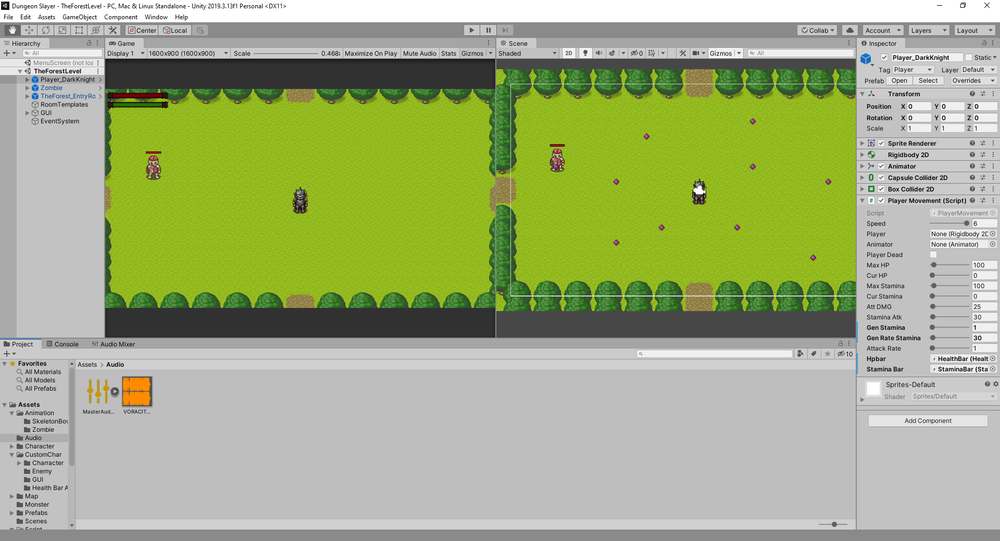 Dungeon Slayer - TheForestLevel - PC, Mac & Linux Standalone - Unity 2019.3.13f1 Personal <DX11>
File Edit Assets GameObject Component Window Help
Center Local Collab Account Layers Layout
Hierarchy
All
MenuScreen (not loa
TheForestLevel
Player_DarkKnight
Zombie
TheForest_EntryRo
RoomTemplates
GUI
EventSystem
Game
Display 1 1600x900 (1600x900) Scale 0.468x Maximize On Play Mute Audio Stats Gizmos
Scene
Shaded 2D 0 Gizmos All
Inspector
Player_DarkKnight Static
Tag Player Layer Default
Prefab Open Select Overrides
Transform
Position X 0 Y 0 Z 0
Rotation X 0 Y 0 Z 0
Scale X 1 Y 1 Z 1
Sprite Renderer
Rigidbody 2D
Animator
Capsule Collider 2D
Box Collider 2D
Player Movement (Script)
Script PlayerMovement
Speed 6
Player None (Rigidbody 2D
Animator None (Animator)
Player Dead
Max HP 100
Cur HP 0
Max Stamina 100
Cur Stamina 0
Att DMG 25
Stamina Atk 30
Gen Stamina 1
Gen Rate Stamina 30
Attack Rate 1
Hpbar HealthBar (Healt
Stamina Bar StaminaBar (Sta
Sprites-Default
Shader Sprites/Default
Add Component
Project Console Audio Mixer
10
Favorites
All Materials
All Models
All Prefabs
Assets
Animation
SkeletonBov
Zombie
Audio
Character
CustomChar
Charracter
Enemy
GUI
Health Bar A
Map
Monster
Prefabs
Scenes
Script
Assets > Audio
MasterAud... VORACIT...